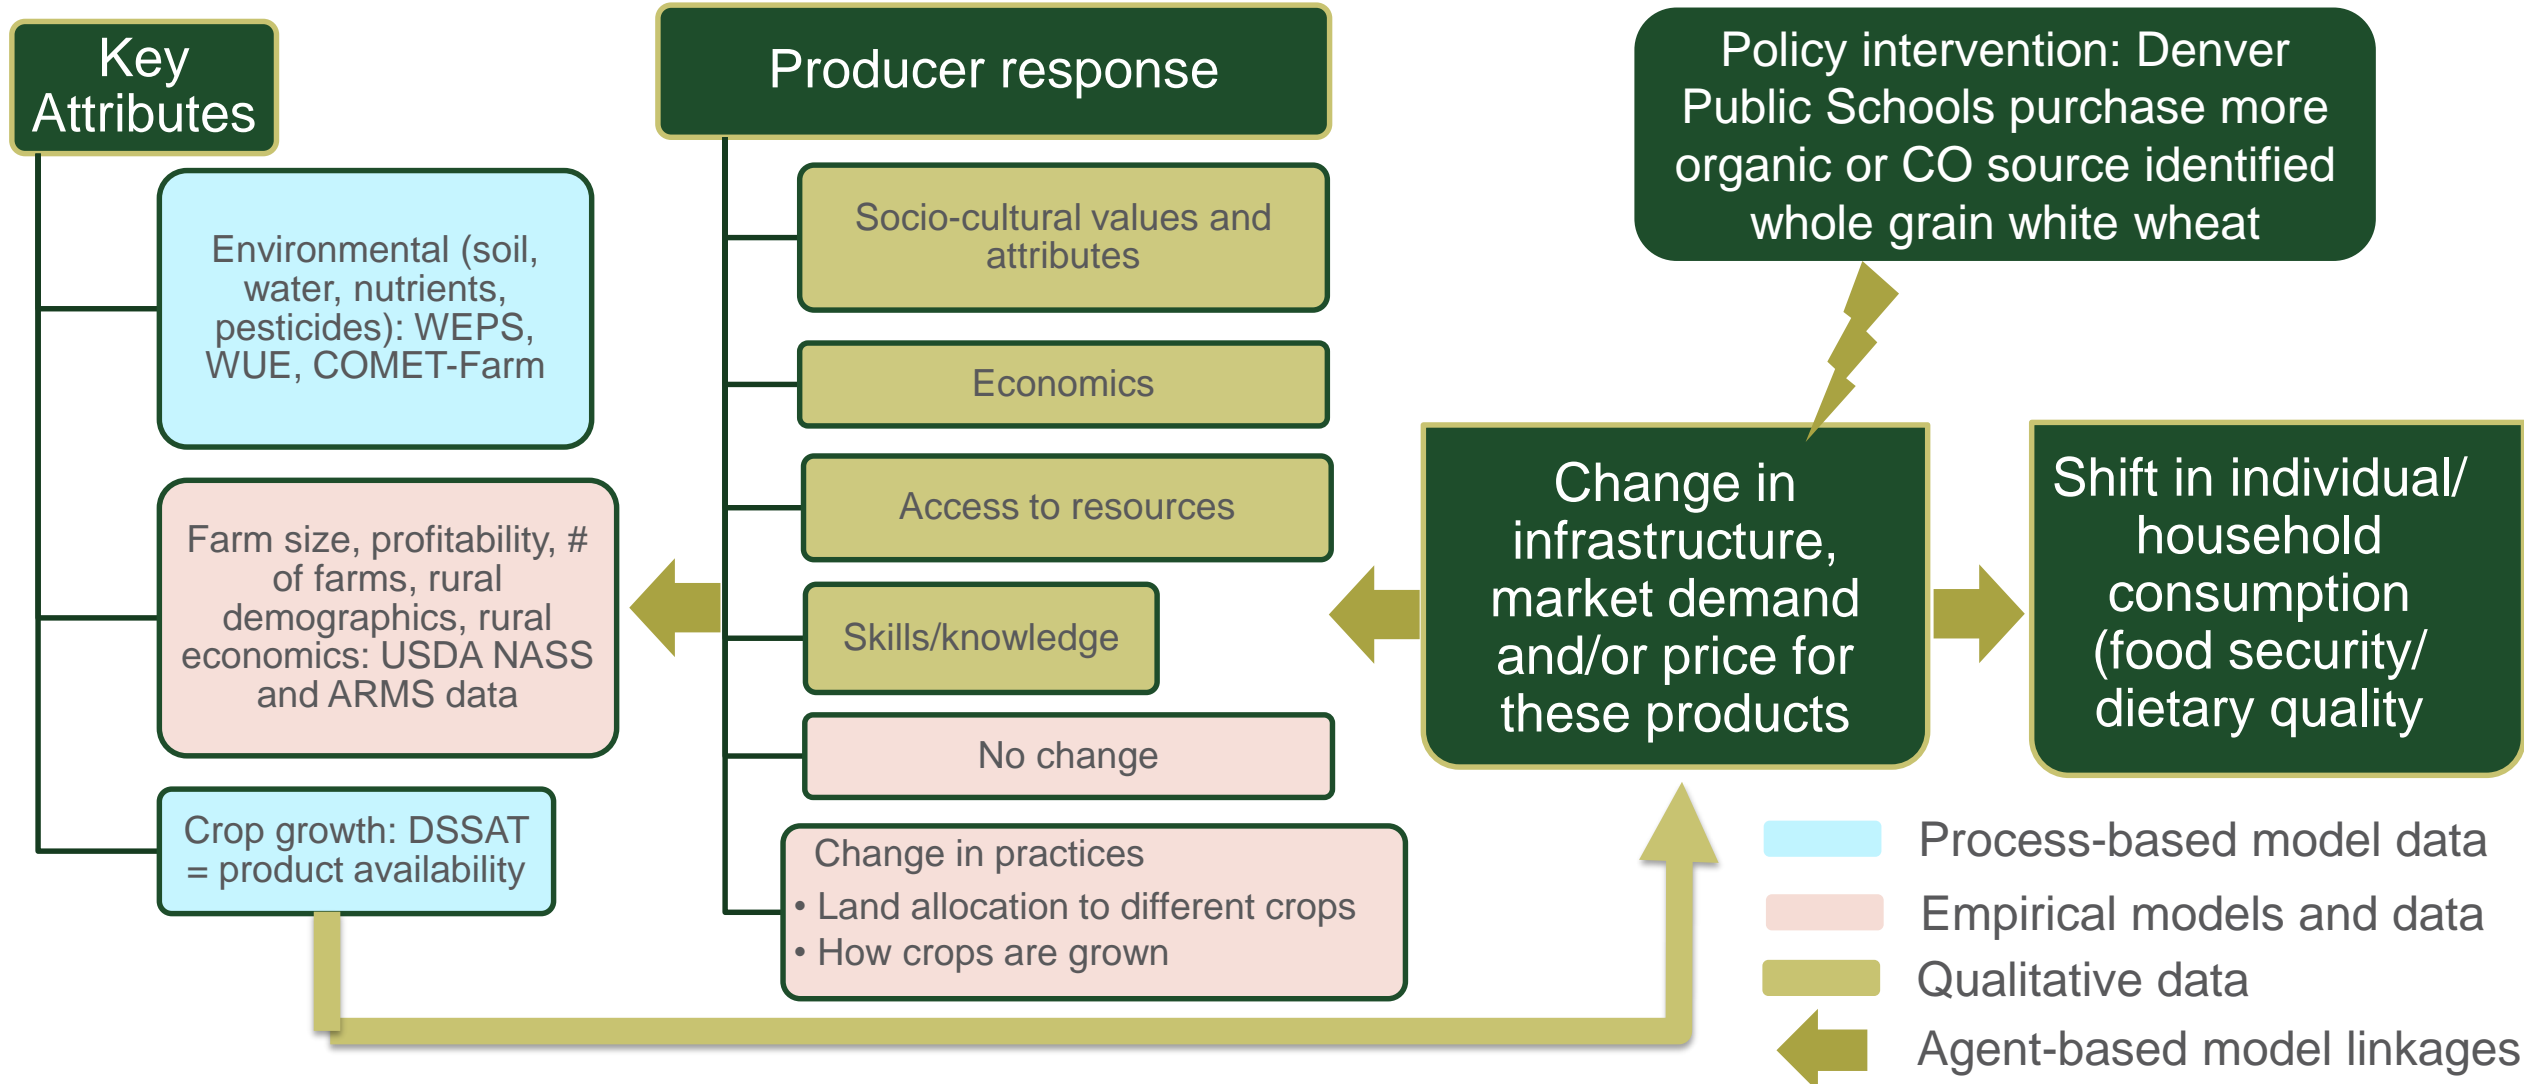 Key
Attributes
Environmental (soil,
water, nutrients,
pesticides): WEPS,
WUE, COMET-Farm
Farm size, profitability, #
of farms, rural
demographics, rural
economics: USDA NASS
and ARMS data
Crop growth: DSSAT
= product availability
Producer response
Socio-cultural values and
attributes
Economics
Access to resources
Skills/knowledge
No change
Change in practices
• Land allocation to different crops
• How crops are grown
Policy intervention: Denver
Public Schools purchase more
organic or CO source identified
whole grain white wheat
Change in
infrastructure,
market demand
and/or price for
these products
Shift in individual/
household
consumption
(food security/
dietary quality
Process-based model data
Empirical models and data
Qualitative data
Agent-based model linkages